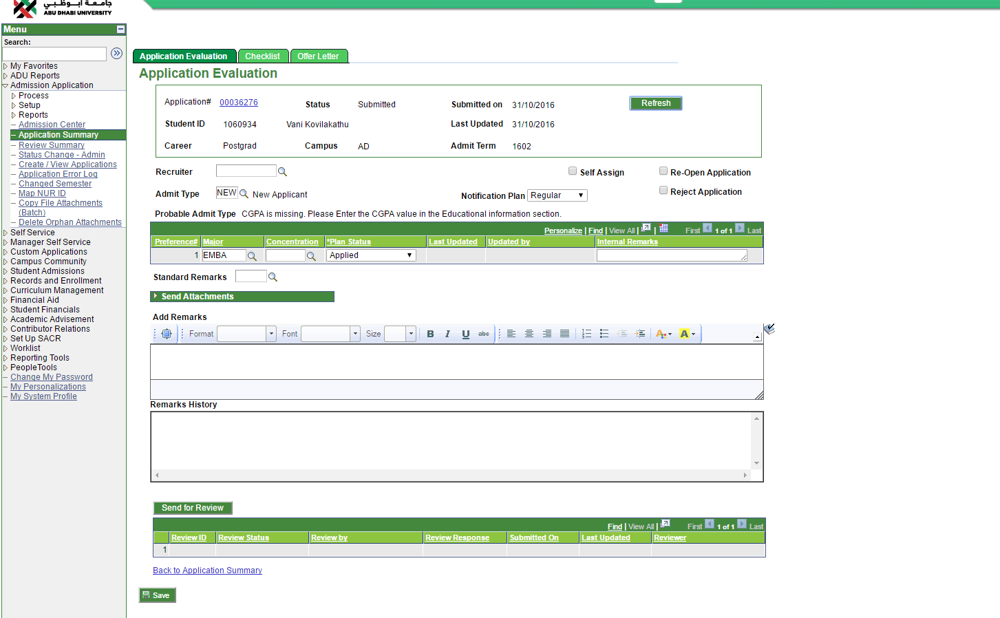 جامعة أبوظبي
ABU DHABI UNIVERSITY
Menu
Search:
My Favorites
ADU Reports
Admission Application
Process
Setup
Reports
Admission Center
Application Summary
Review Summary
Status Change - Admin
Create / View Applications
Application Error Log
Changed Semester
Map NUR ID
Copy File Attachments
(Batch)
Delete Orphan Attachments
Self Service
Manager Self Service
Custom Applications
Campus Community
Student Admissions
Records and Enrollment
Curriculum Management
Financial Aid
Student Financials
Academic Advisement
Contributor Relations
Set Up SACR
Worklist
Reporting Tools
PeopleTools
Change My Password
My Personalizations
My System Profile
Application Evaluation Checklist Offer Letter
Application Evaluation
Application# 00036276 Status Submitted Submitted on 31/10/2016 Refresh
Student ID 1060934 Vani Kovilakathu Last Updated 31/10/2016
Career Postgrad Campus AD Admit Term 1602
Recruiter Self Assign Re-Open Application
Admit Type NEW New Applicant Notification Plan Regular Reject Application
Probable Admit Type CGPA is missing. Please Enter the CGPA value in the Educational information section.
Personalize | Find | View All | | First 1 of 1 Last
Preference# Major Concentration *Plan Status Last Updated Updated by Internal Remarks
1 EMBA Applied
Standard Remarks
Send Attachments
Add Remarks
Format Font Size B I U abc A A
Remarks History
Send for Review
Find | View All | First 1 of 1 Last
Review ID Review Status Review by Review Response Submitted On Last Updated Reviewer
1
Back to Application Summary
Save